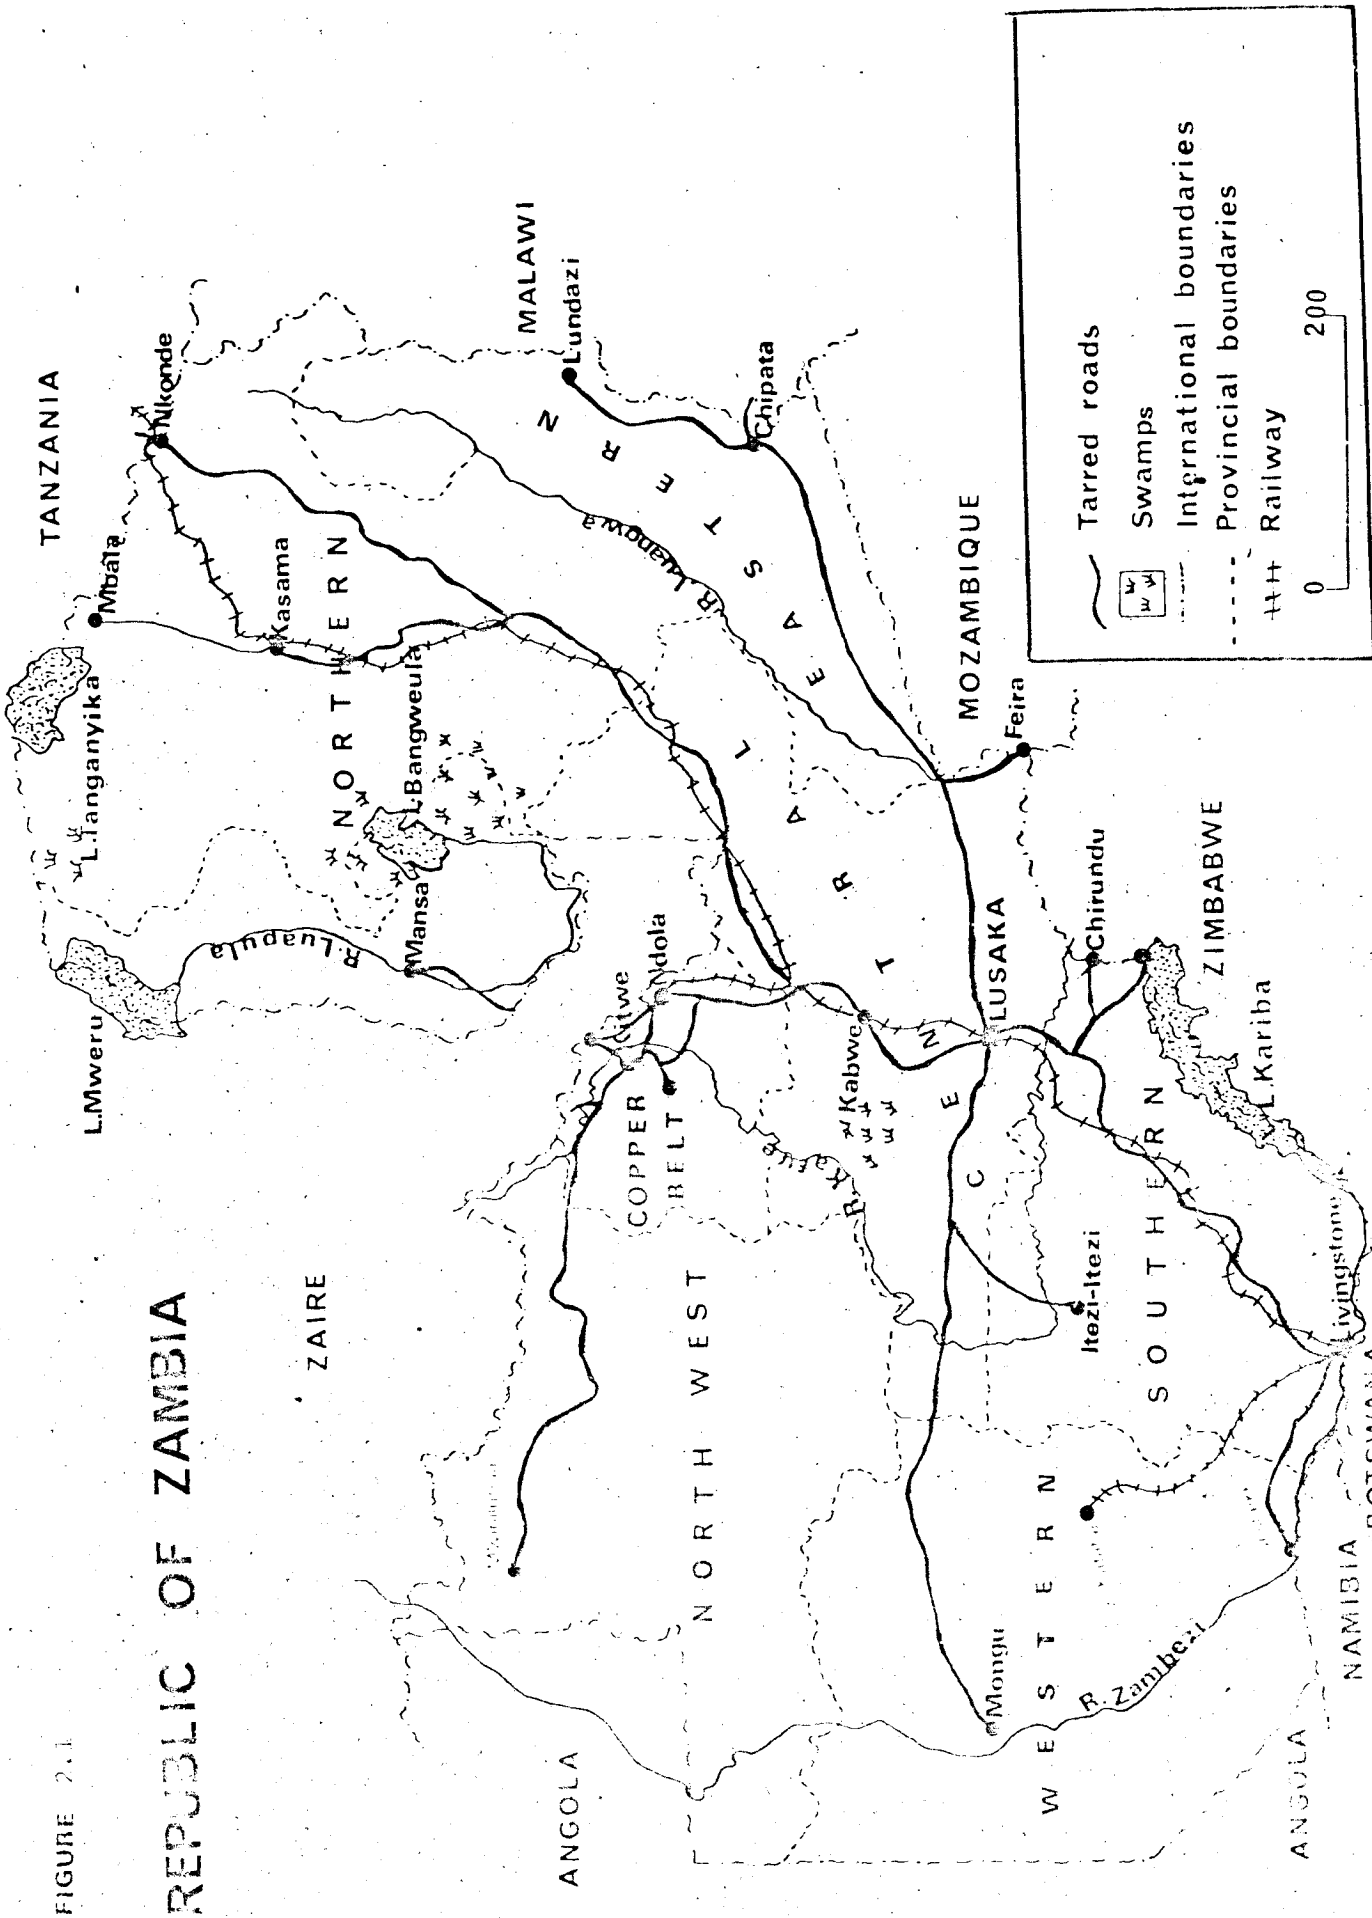 FIGURE 2.1
REPUBLIC OF ZAMBIA
TANZANIA
Mbala
Nkonde
L.Tanganyika
L.Mweru
Kasama
NORTHERN
L.Bangweula
R.Luapula
Mansa
ZAIRE
MALAWI
Lundazi
EASTERN
R.Luangwa
Chipata
Ndola
COPPER
BELT
NORTH WEST
ANGOLA
Kabwe
R. Kafue
CENTRAL
LUSAKA
MOZAMBIQUE
Feira
Chirundu
ZIMBABWE
L.Kariba
Itezi-Itezi
SOUTHERN
Livingstone
WESTERN
Mongu
R. Zambezi
ANGOLA
NAMIBIA
BOTSWANA
Tarred roads
Swamps
International boundaries
Provincial boundaries
Railway
0 200